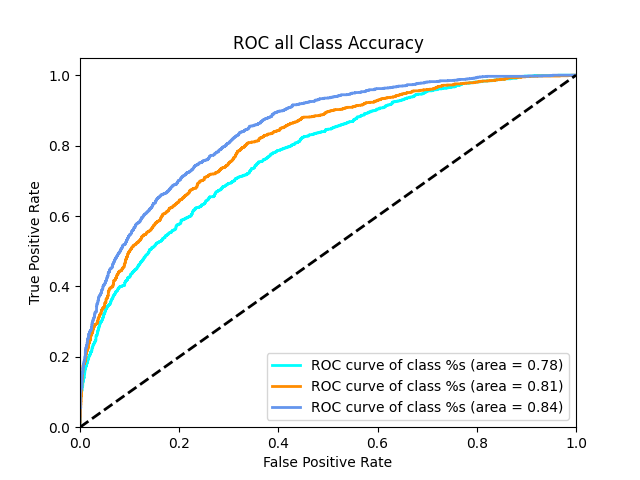 ROC all Class Accuracy
True Positive Rate
1.0
0.8
0.6
0.4
0.2
0.0
ROC curve of class %s (area = 0.78)
ROC curve of class %s (area = 0.81)
ROC curve of class %s (area = 0.84)
0.0 0.2 0.4 0.6 0.8 1.0
False Positive Rate